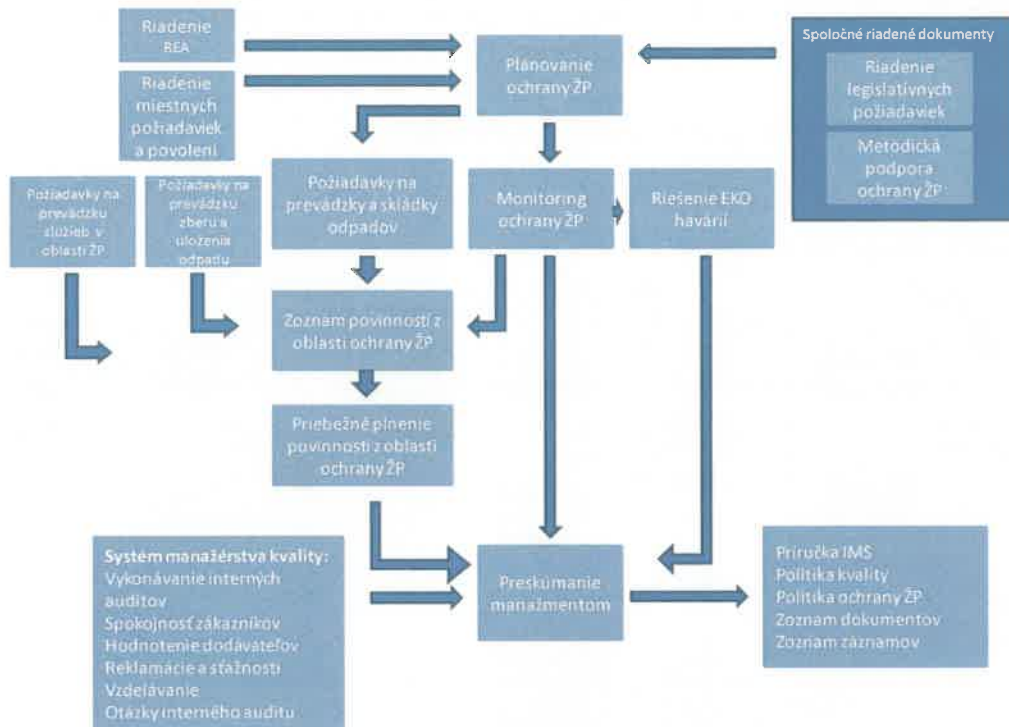 Riadenie
REA
Riadenie
miestnych
požiadaviek
a povolení
Plánovanie
ochrany ŽP
Spoločné riadené dokumenty
Riadenie
legislatívnych
požiadaviek
Metodická
podpora
ochrany ŽP
Požiadavky na
prevádzku
služieb v
oblasti ŽP
Požiadavky na
prevádzku
zberu a
uloženia
odpadu
Požiadavky na
prevádzky a skládky
odpadov
Monitoring
ochrany ŽP
Riešenie EKO
havárií
Zoznam povinností z
oblasti ochrany ŽP
Priebežné plnenie
povinností z oblasti
ochrany ŽP
Systém manažérstva kvality:
Vykonávanie interných
auditov
Spokojnosť zákazníkov
Hodnotenie dodávateľov
Reklamácie a sťažnosti
Vzdelávanie
Otázky interného auditu
Preskúmanie
manažmentom
Príručka IMS
Politika kvality
Politika ochrany ŽP
Zoznam dokumentov
Zoznam záznamov